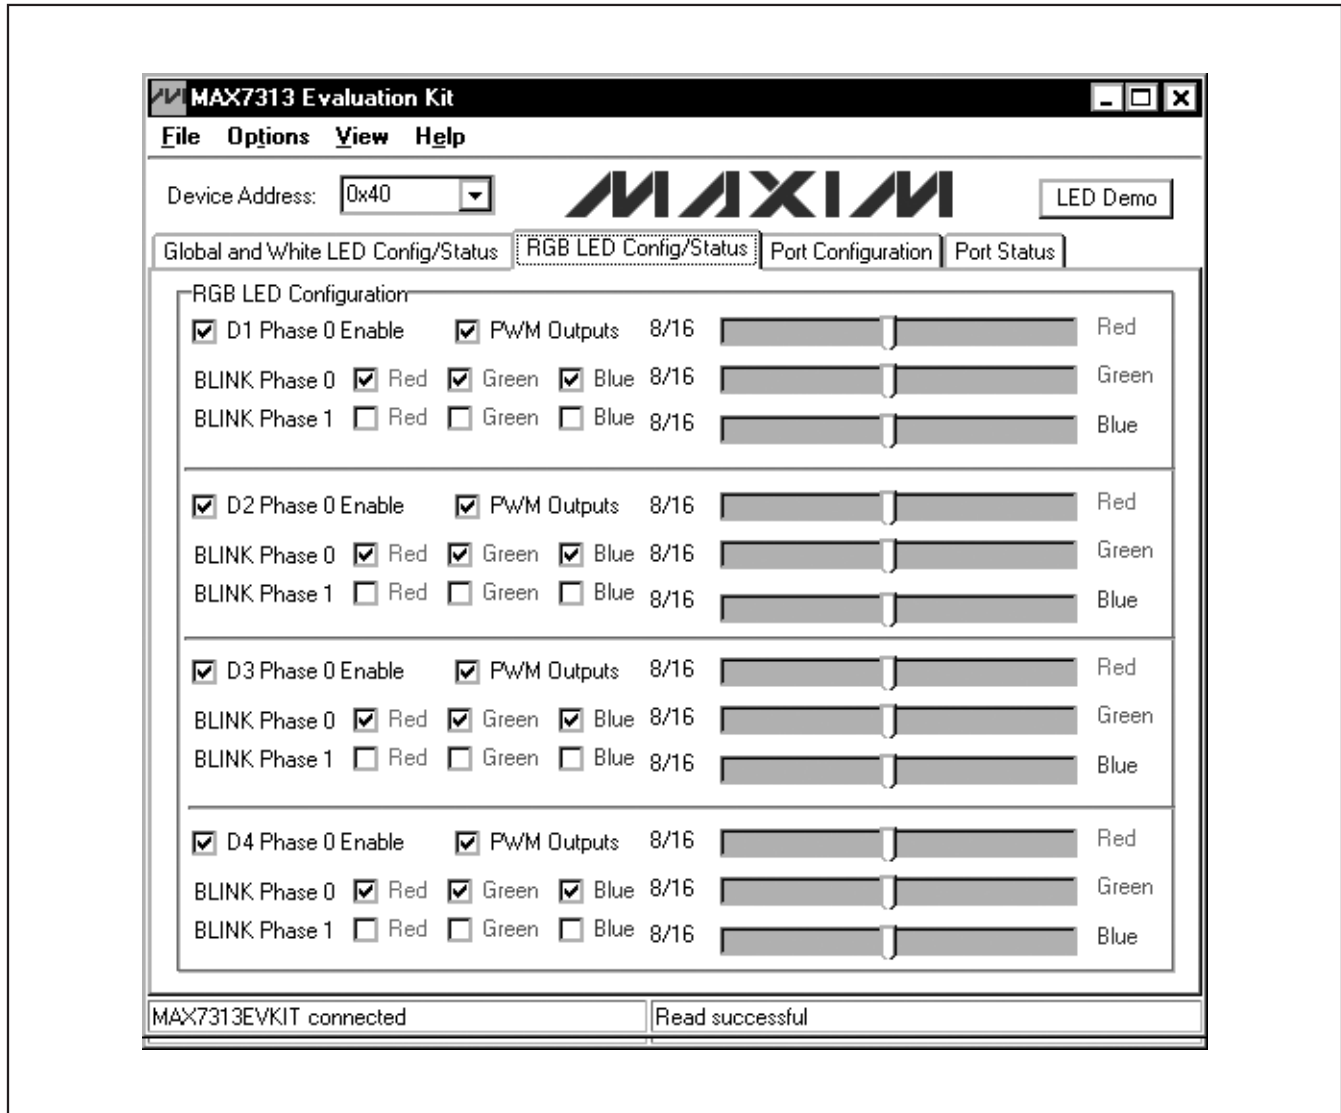 MAX7313 Evaluation Kit
File Options View Help
Device Address: 0x40 MAXIM LED Demo
Global and White LED Config/Status RGB LED Config/Status Port Configuration Port Status
RGB LED Configuration
D1 Phase 0 Enable PWM Outputs 8/16 Red
BLINK Phase 0 Red Green Blue 8/16 Green
BLINK Phase 1 Red Green Blue 8/16 Blue
D2 Phase 0 Enable PWM Outputs 8/16 Red
BLINK Phase 0 Red Green Blue 8/16 Green
BLINK Phase 1 Red Green Blue 8/16 Blue
D3 Phase 0 Enable PWM Outputs 8/16 Red
BLINK Phase 0 Red Green Blue 8/16 Green
BLINK Phase 1 Red Green Blue 8/16 Blue
D4 Phase 0 Enable PWM Outputs 8/16 Red
BLINK Phase 0 Red Green Blue 8/16 Green
BLINK Phase 1 Red Green Blue 8/16 Blue
MAX7313EVKIT connected Read successful